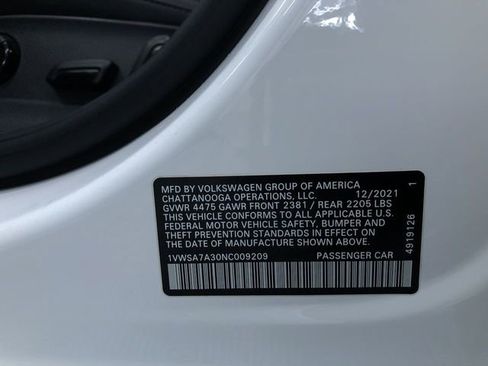 MFD BY VOLKSWAGEN GROUP OF AMERICA
CHATTANOOGA OPERATIONS, LLC. 12/2021
GVWR 4475 GAWR FRONT 2381 / REAR 2205 LBS
THIS VEHICLE CONFORMS TO ALL APPLICABLE U.S.
FEDERAL MOTOR VEHICLE SAFETY, BUMPER AND
THEFT PREVENTION STANDARDS IN EFFECT ON THE
DATE OF MANUFACTURE SHOWN ABOVE.
1VWSA7A30NC009209 PASSENGER CAR
4919126 1